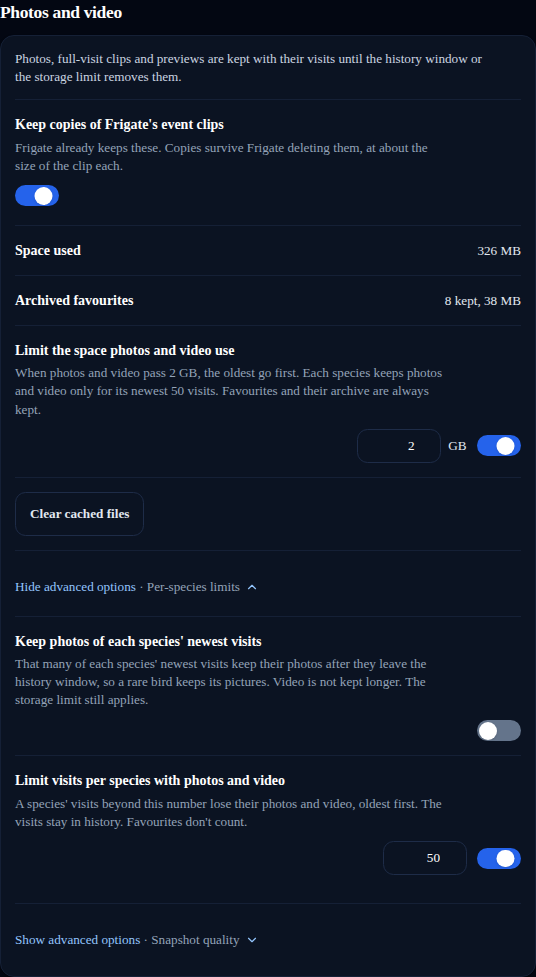 Photos and video
Photos, full-visit clips and previews are kept with their visits until the history window or
the storage limit removes them.
Keep copies of Frigate's event clips
Frigate already keeps these. Copies survive Frigate deleting them, at about the
size of the clip each.
Space used 326 MB
Archived favourites 8 kept, 38 MB
Limit the space photos and video use
When photos and video pass 2 GB, the oldest go first. Each species keeps photos
and video only for its newest 50 visits. Favourites and their archive are always
kept.
2 GB
Clear cached files
Hide advanced options · Per-species limits
Keep photos of each species' newest visits
That many of each species' newest visits keep their photos after they leave the
history window, so a rare bird keeps its pictures. Video is not kept longer. The
storage limit still applies.
Limit visits per species with photos and video
A species' visits beyond this number lose their photos and video, oldest first. The
visits stay in history. Favourites don't count.
50
Show advanced options · Snapshot quality